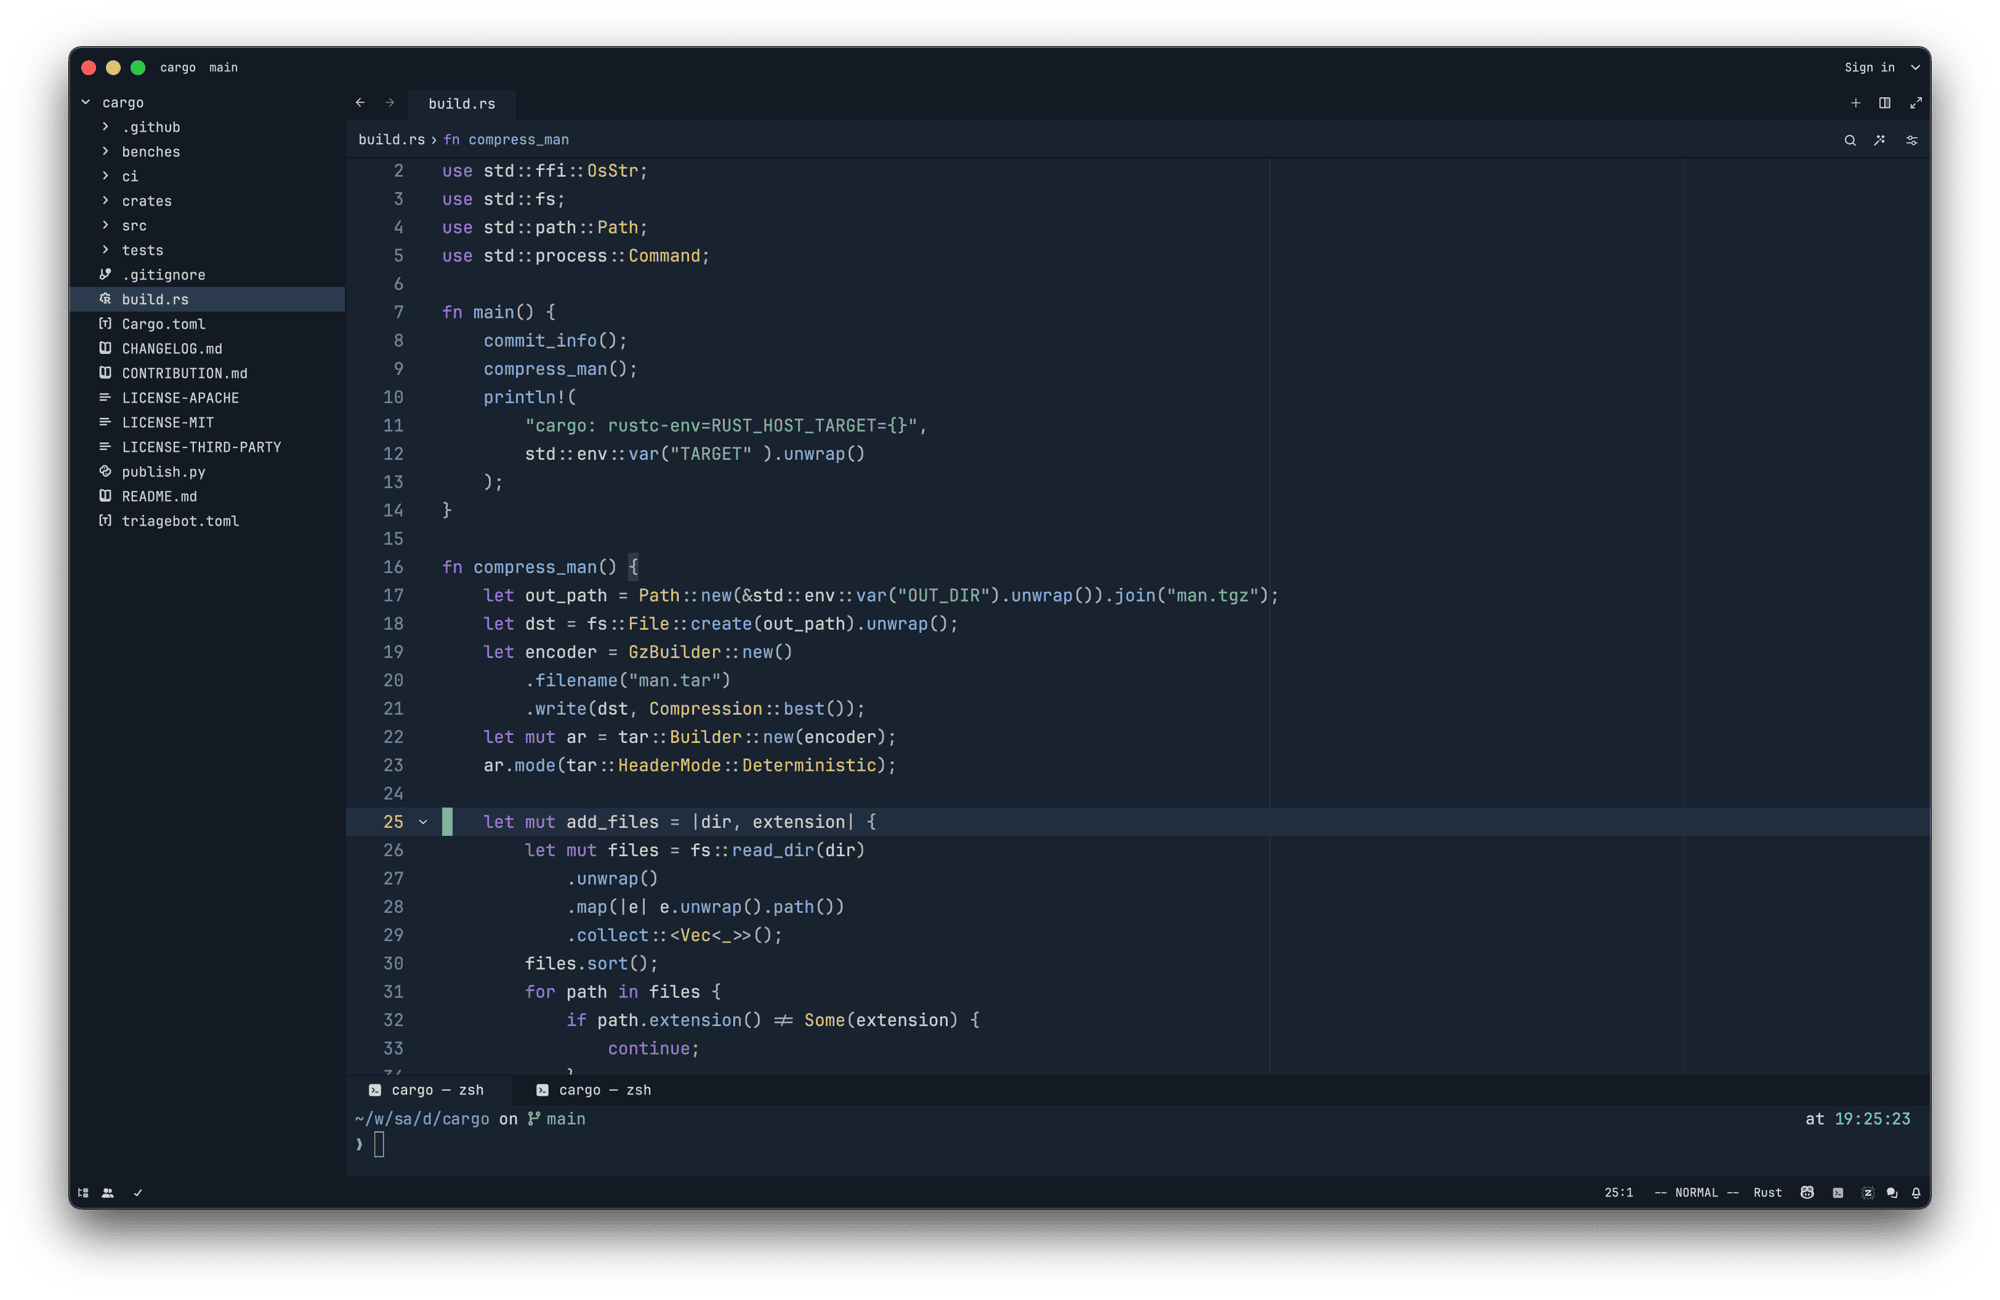 cargo main
Sign in
cargo
.github
benches
ci
crates
src
tests
.gitignore
build.rs
Cargo.toml
CHANGELOG.md
CONTRIBUTION.md
LICENSE-APACHE
LICENSE-MIT
LICENSE-THIRD-PARTY
publish.py
README.md
triagebot.toml
build.rs
build.rs › fn compress_man
2 use std::ffi::OsStr;
3 use std::fs;
4 use std::path::Path;
5 use std::process::Command;
6
7 fn main() {
8     commit_info();
9     compress_man();
10     println!(
11         "cargo: rustc-env=RUST_HOST_TARGET={}",
12         std::env::var("TARGET" ).unwrap()
13     );
14 }
15
16 fn compress_man() {
17     let out_path = Path::new(&std::env::var("OUT_DIR").unwrap()).join("man.tgz");
18     let dst = fs::File::create(out_path).unwrap();
19     let encoder = GzBuilder::new()
20         .filename("man.tar")
21         .write(dst, Compression::best());
22     let mut ar = tar::Builder::new(encoder);
23     ar.mode(tar::HeaderMode::Deterministic);
24
25     let mut add_files = |dir, extension| {
26         let mut files = fs::read_dir(dir)
27             .unwrap()
28             .map(|e| e.unwrap().path())
29             .collect::<Vec<_>>();
30         files.sort();
31         for path in files {
32             if path.extension() != Some(extension) {
33                 continue;
cargo — zsh
cargo — zsh
~/w/sa/d/cargo on main
at 19:25:23
❯
25:1 -- NORMAL -- Rust